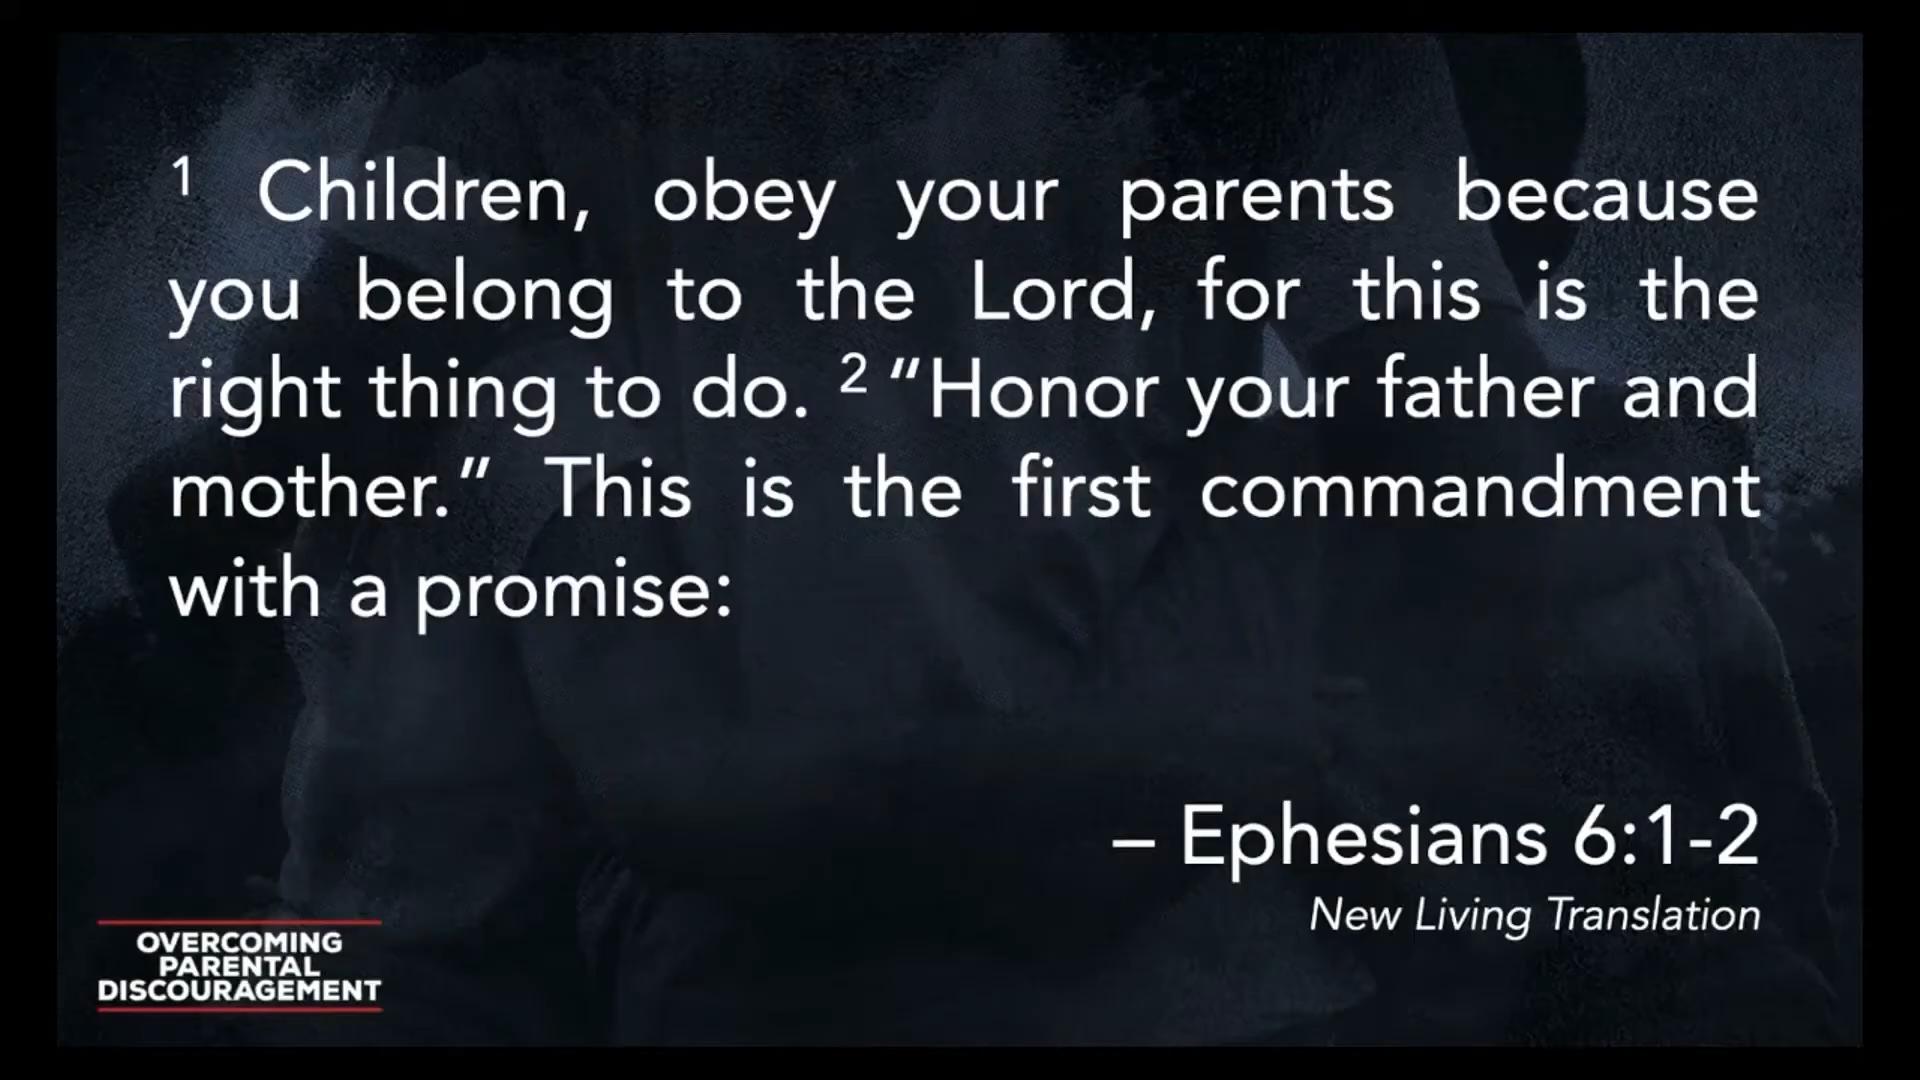 ¹ Children, obey your parents because
you belong to the Lord, for this is the
right thing to do. ² “Honor your father and
mother.” This is the first commandment
with a promise:
– Ephesians 6:1-2
New Living Translation
OVERCOMING
PARENTAL
DISCOURAGEMENT